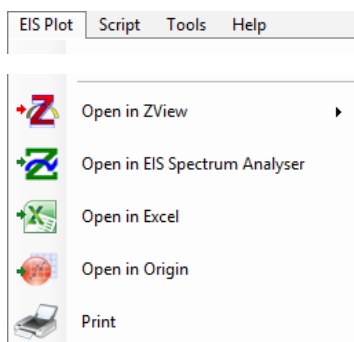 EIS Plot Script Tools Help
Open in ZView
Open in EIS Spectrum Analyser
Open in Excel
Open in Origin
Print